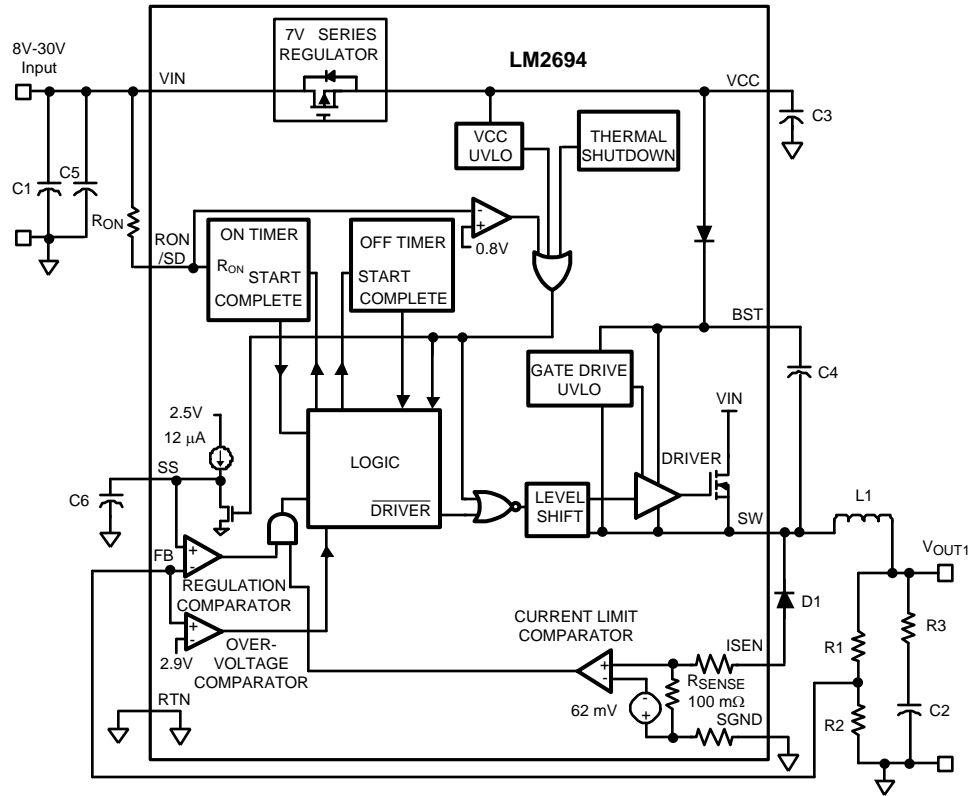 7V SERIES
REGULATOR
LM2694
8V-30V
Input
VIN
VCC
C3
VCC
UVLO
THERMAL
SHUTDOWN
C1
C5
RON
RON
/SD
ON TIMER
RON
START
COMPLETE
OFF TIMER
START
COMPLETE
-
+
0.8V
BST
GATE DRIVE
UVLO
C4
VIN
2.5V
12 μA
SS
C6
LOGIC
DRIVER
DRIVER
LEVEL
SHIFT
SW
L1
VOUT1
FB
+
-
REGULATION
COMPARATOR
+
-
2.9V
OVER-
VOLTAGE
COMPARATOR
CURRENT LIMIT
COMPARATOR
D1
ISEN
+
-
RSENSE
100 mΩ
62 mV
-
+
SGND
R1
R3
R2
C2
RTN